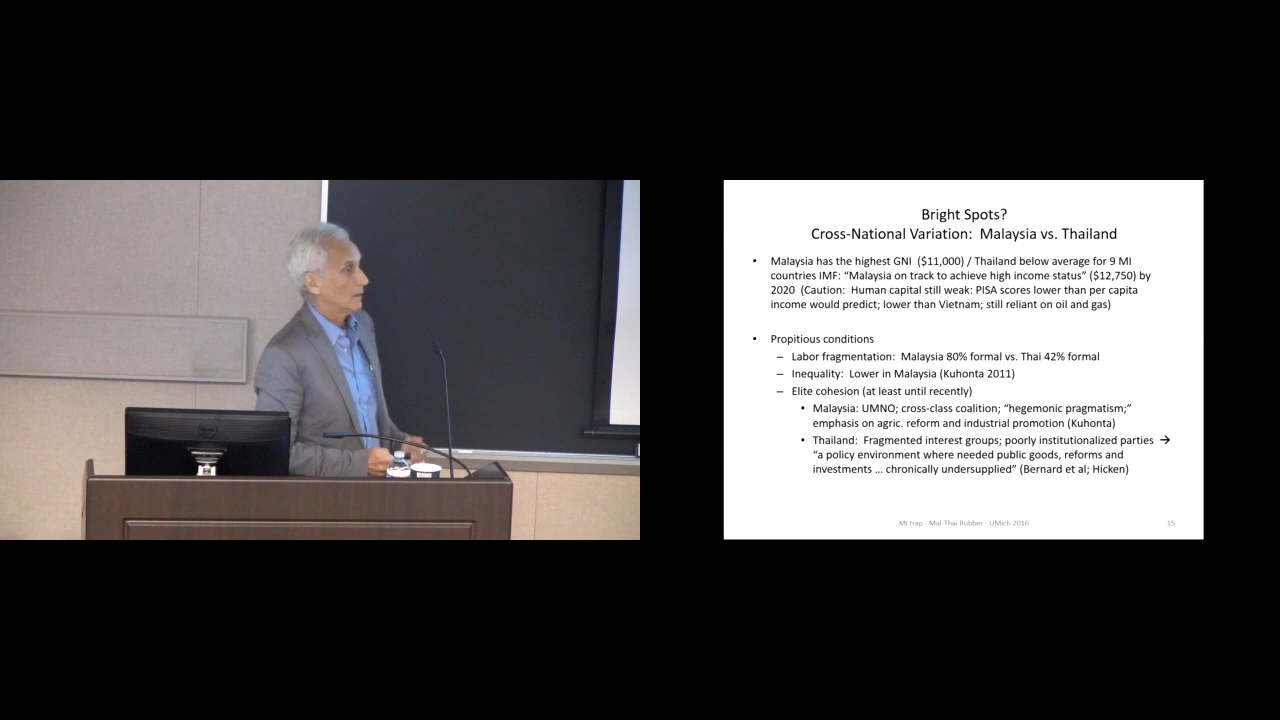 Bright Spots?
Cross-National Variation: Malaysia vs. Thailand
• Malaysia has the highest GNI ($11,000) / Thailand below average for 9 MI
countries IMF: “Malaysia on track to achieve high income status” ($12,750) by
2020 (Caution: Human capital still weak: PISA scores lower than per capita
income would predict; lower than Vietnam; still reliant on oil and gas)
• Propitious conditions
– Labor fragmentation: Malaysia 80% formal vs. Thai 42% formal
– Inequality: Lower in Malaysia (Kuhonta 2011)
– Elite cohesion (at least until recently)
• Malaysia: UMNO; cross-class coalition; “hegemonic pragmatism;”
emphasis on agric. reform and industrial promotion (Kuhonta)
• Thailand: Fragmented interest groups; poorly institutionalized parties →
“a policy environment where needed public goods, reforms and
investments … chronically undersupplied” (Bernard et al; Hicken)
MI trap - Mal-Thai Rubber - UMich 2016
15